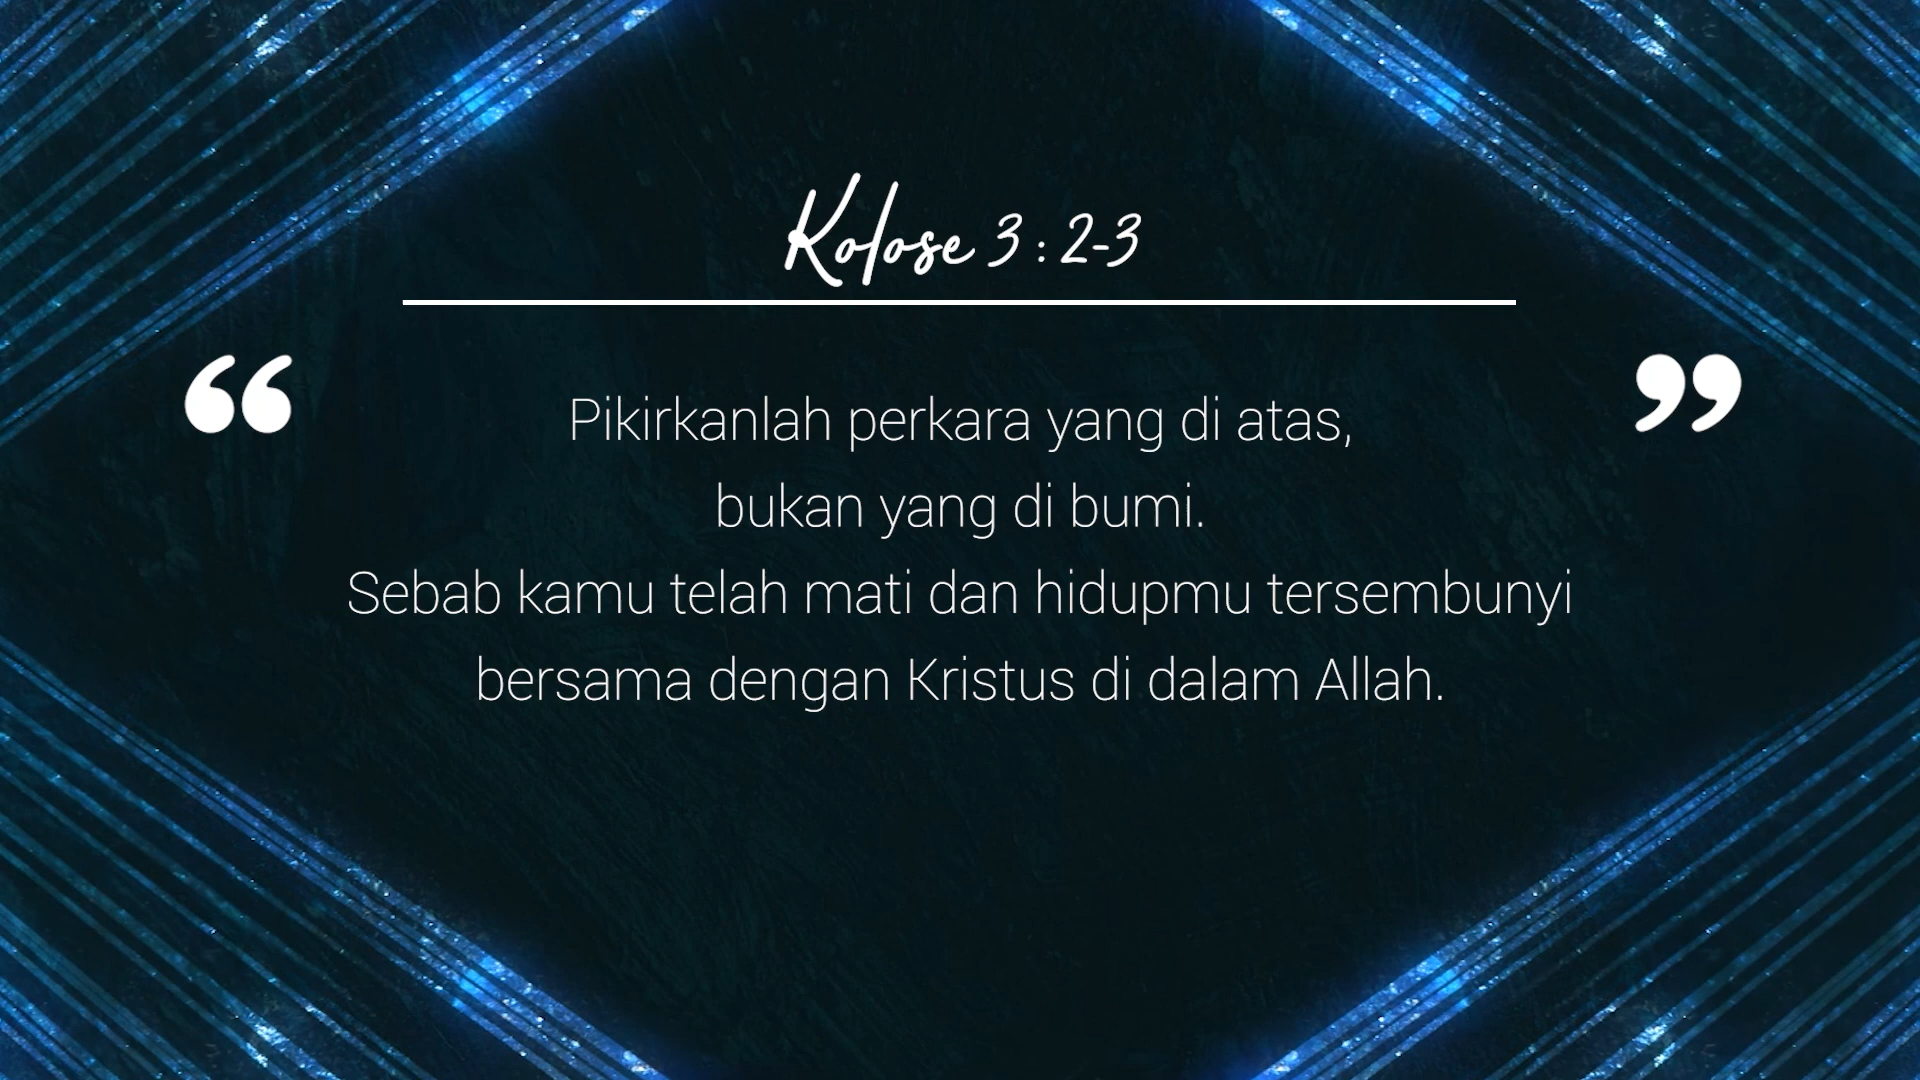 Kolose 3 : 2-3
“ ”
Pikirkanlah perkara yang di atas,
bukan yang di bumi.
Sebab kamu telah mati dan hidupmu tersembunyi
bersama dengan Kristus di dalam Allah.